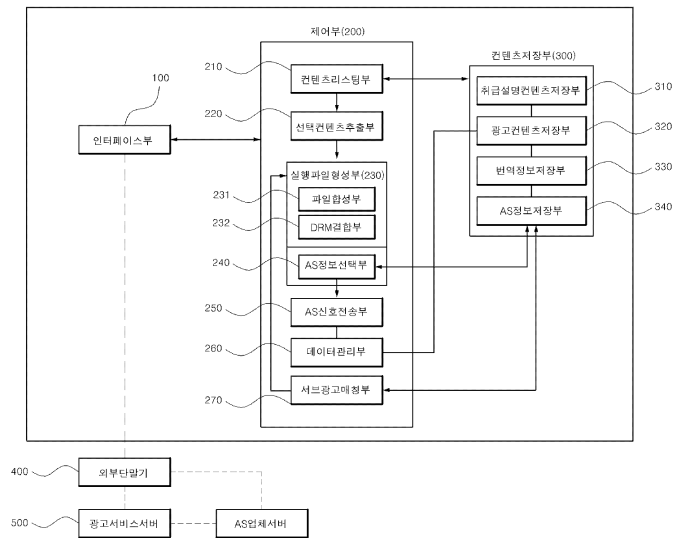 제어부(200)
컨텐츠저장부(300)
210
컨텐츠리스팅부
취급설명컨텐츠저장부
310
100
220
선택컨텐츠추출부
광고컨텐츠저장부
320
인터페이스부
실행파일형성부(230)
번역정보저장부
330
231
파일합성부
AS정보저장부
340
232
DRM결합부
240
AS정보선택부
250
AS신호전송부
260
데이터관리부
서브광고매칭부
270
400
외부단말기
500
광고서비스서버
AS업체서버